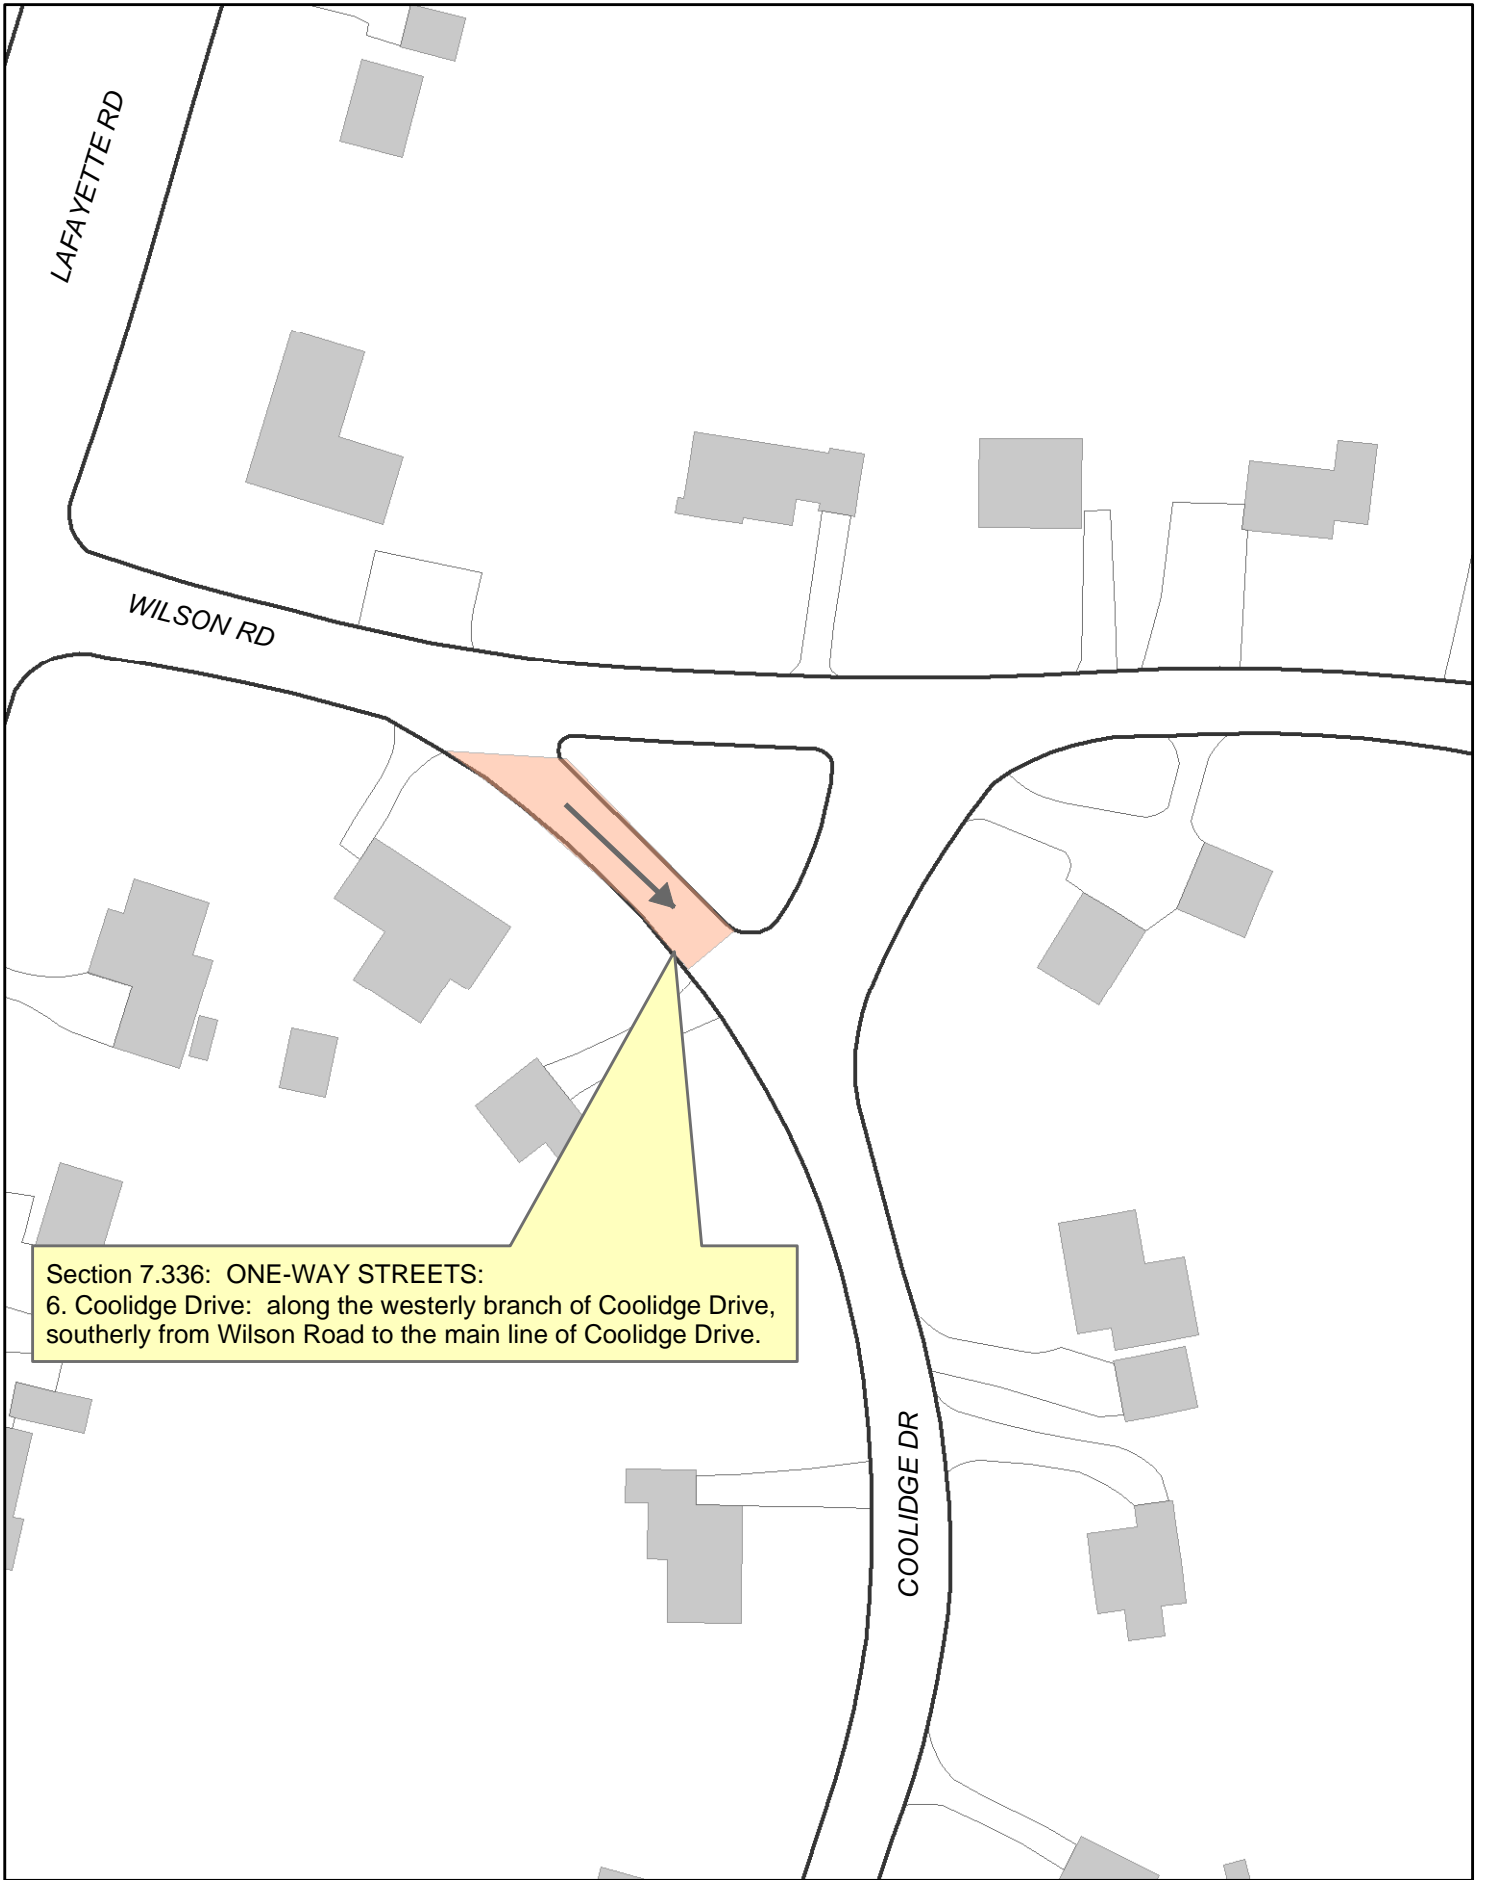 LAFAYETTE RD
WILSON RD
Section 7.336:  ONE-WAY STREETS:
6. Coolidge Drive:  along the westerly branch of Coolidge Drive,
southerly from Wilson Road to the main line of Coolidge Drive.
COOLIDGE DR